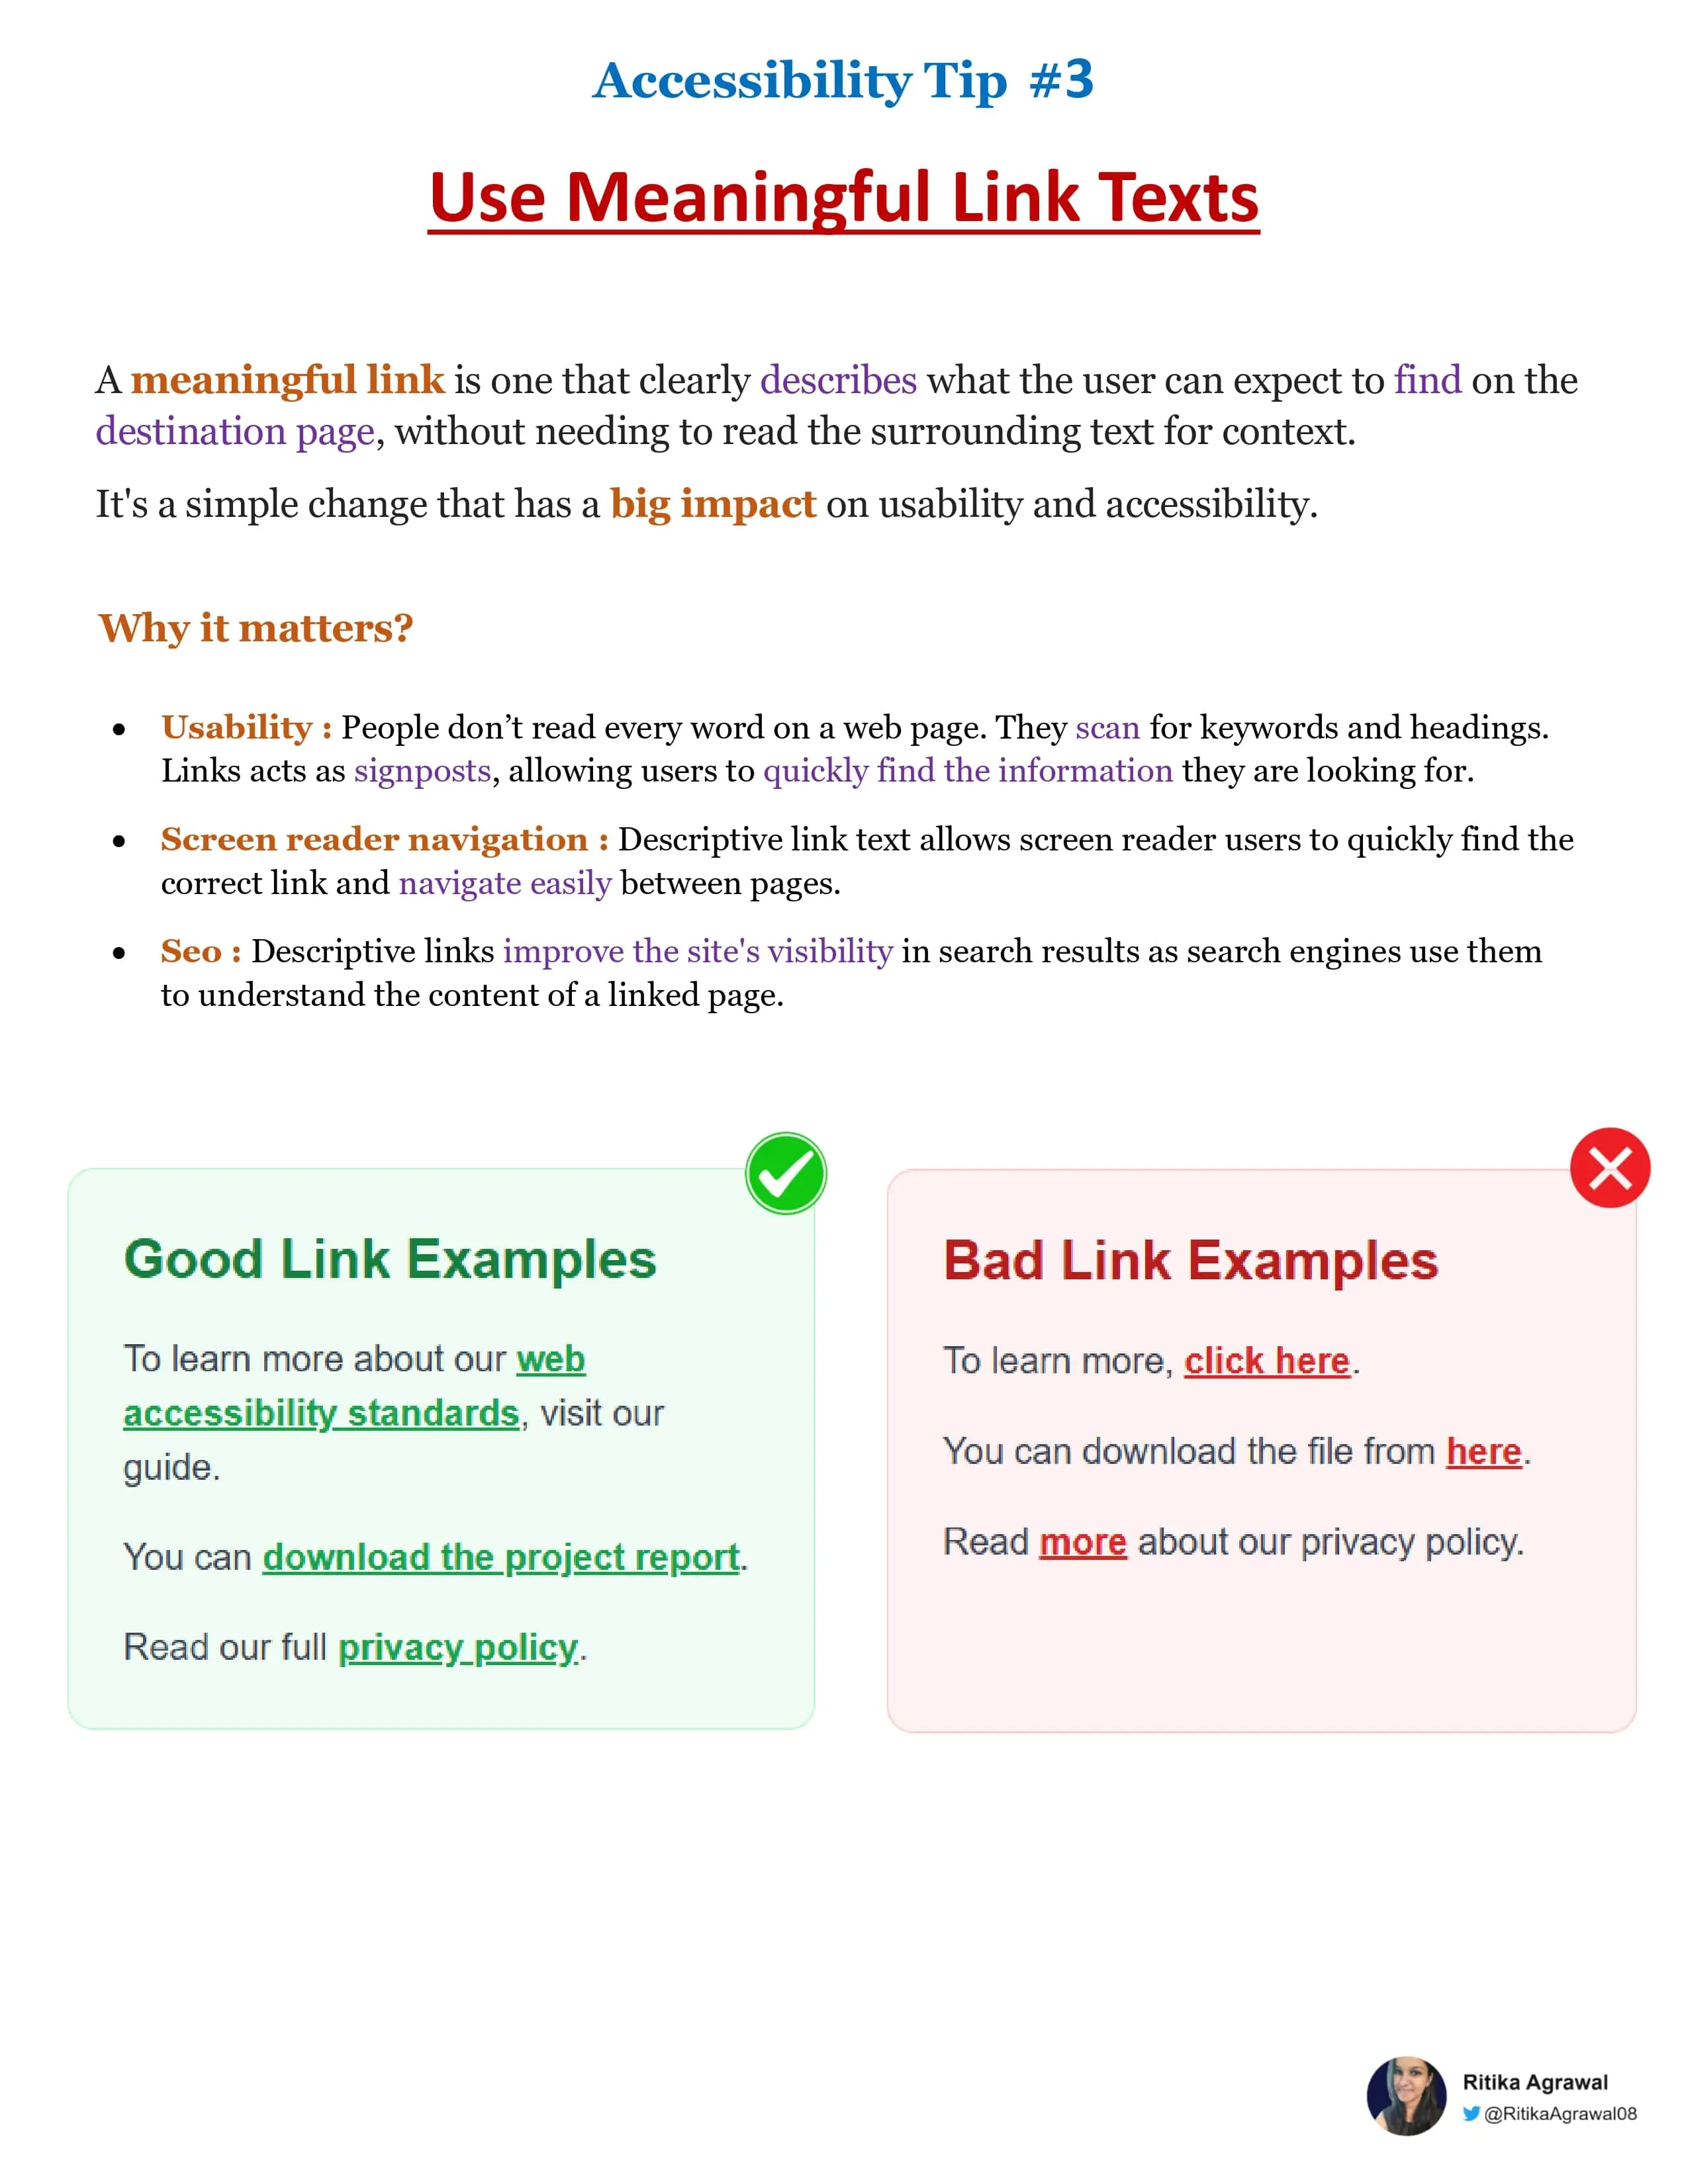 Accessibility Tip #3
Use Meaningful Link Texts
A meaningful link is one that clearly describes what the user can expect to find on the
destination page, without needing to read the surrounding text for context.
It's a simple change that has a big impact on usability and accessibility.
Why it matters?
• Usability : People don’t read every word on a web page. They scan for keywords and headings.
Links acts as signposts, allowing users to quickly find the information they are looking for.
• Screen reader navigation : Descriptive link text allows screen reader users to quickly find the
correct link and navigate easily between pages.
• Seo : Descriptive links improve the site's visibility in search results as search engines use them
to understand the content of a linked page.
Good Link Examples
To learn more about our web
accessibility standards, visit our
guide.
You can download the project report.
Read our full privacy policy.
Bad Link Examples
To learn more, click here.
You can download the file from here.
Read more about our privacy policy.
Ritika Agrawal
@RitikaAgrawal08